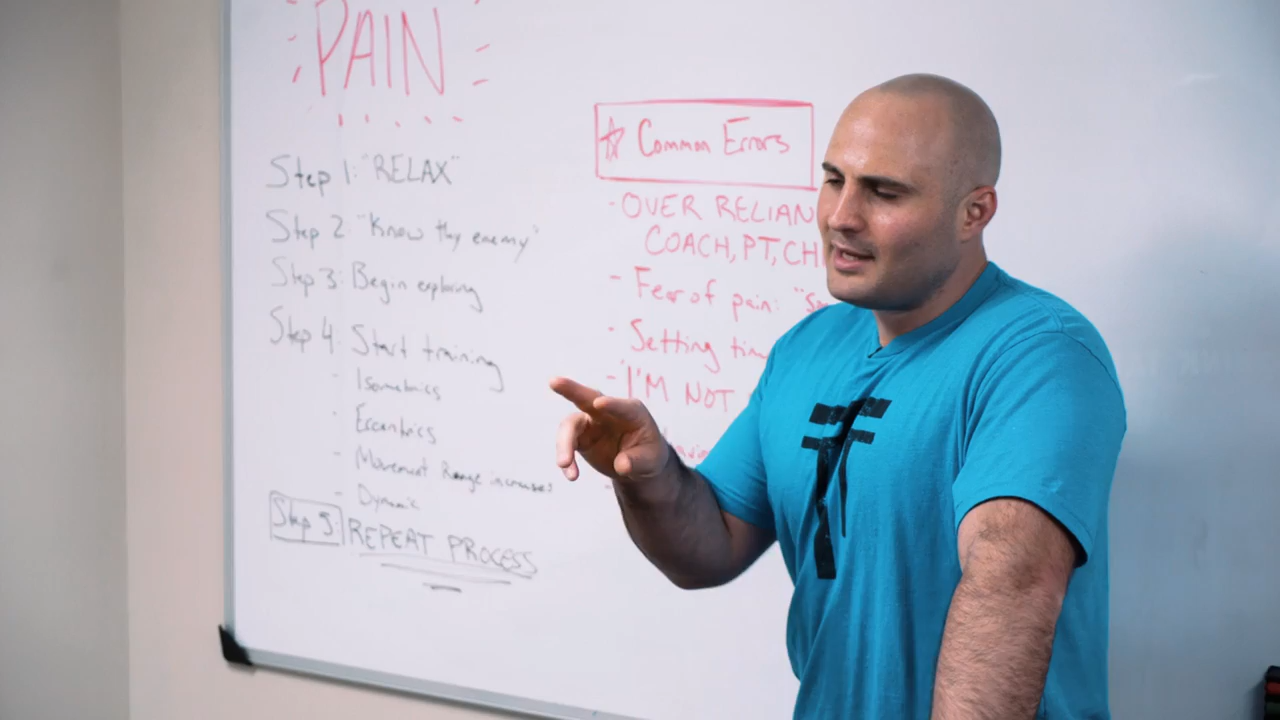 PAIN
Step 1: "RELAX"
Step 2: "Know thy enemy"
Step 3: Begin exploring
Step 4: Start training
- Isometrics
- Eccentrics
- Movement Range increases
- Dynamic
Step 5: REPEAT PROCESS
☆ Common Errors
- OVER RELIAN
COACH, PT, CH
- Fear of pain: "
- Setting tim
- "I'M NOT